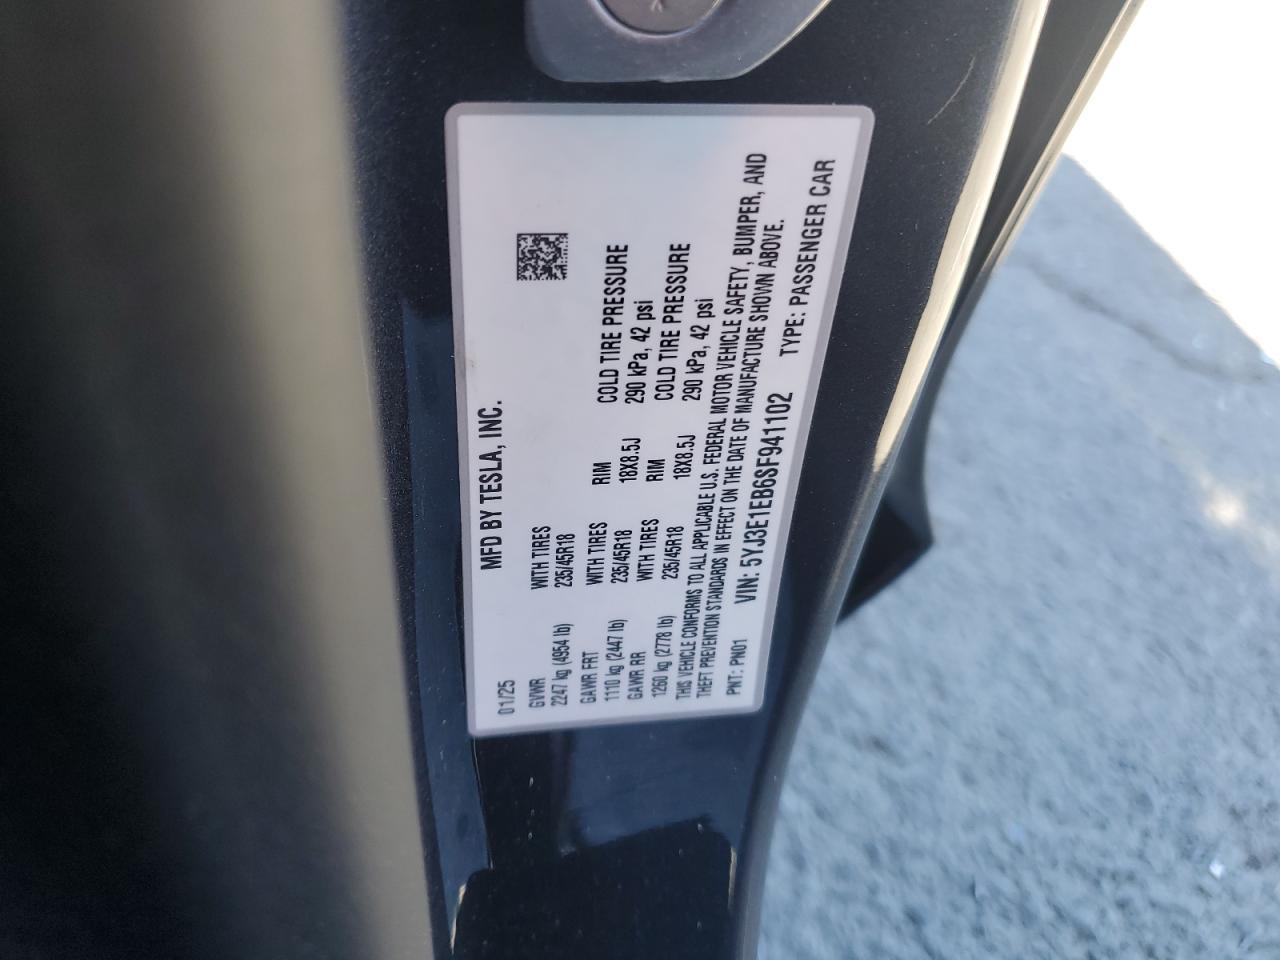 MFD BY TESLA, INC.
01/25
GVWR
2247 kg (4954 lb)
WITH TIRES
235/45R18
GAWR FRT
1110 kg (2447 lb)
WITH TIRES
235/45R18
RIM
18X8.5J
COLD TIRE PRESSURE
290 kPa, 42 psi
GAWR RR
1260 kg (2778 lb)
WITH TIRES
235/45R18
RIM
18X8.5J
COLD TIRE PRESSURE
290 kPa, 42 psi
THIS VEHICLE CONFORMS TO ALL APPLICABLE U.S. FEDERAL MOTOR VEHICLE SAFETY, BUMPER, AND
THEFT PREVENTION STANDARDS IN EFFECT ON THE DATE OF MANUFACTURE SHOWN ABOVE.
PNT: PN01 VIN: 5YJ3E1EB6SF941102 TYPE: PASSENGER CAR